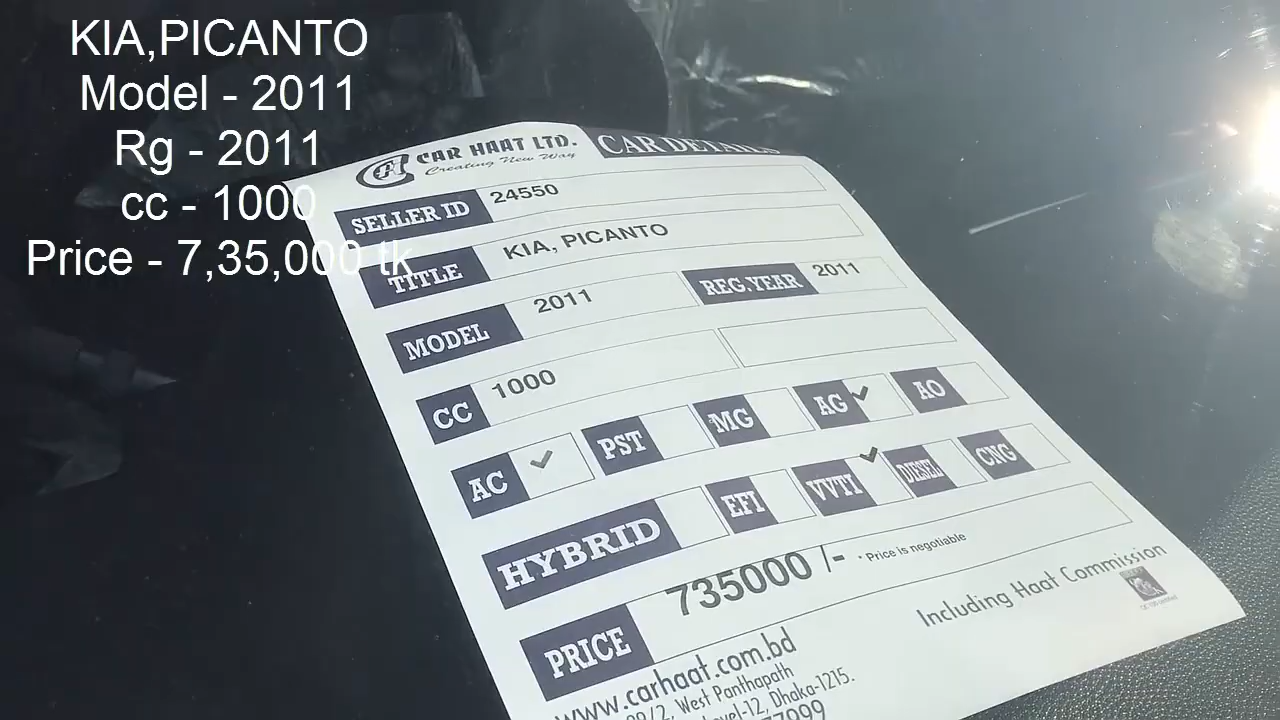 KIA,PICANTO
Model - 2011
Rg - 2011
cc - 1000
Price - 7,35,000 tk
CAR HAAT LTD.
Creating New Way
CAR DETAILS
SELLER ID 24550
TITLE KIA, PICANTO
MODEL 2011 REG.YEAR 2011
CC 1000
AC ✓ PST MG AG ✓ AO
HYBRID EFI VVTI ✓ DIESEL CNG
PRICE 735000 /- * Price is negotiable
Including Haat Commission
www.carhaat.com.bd
/2, West Panthapath
Level-12, Dhaka-1215.